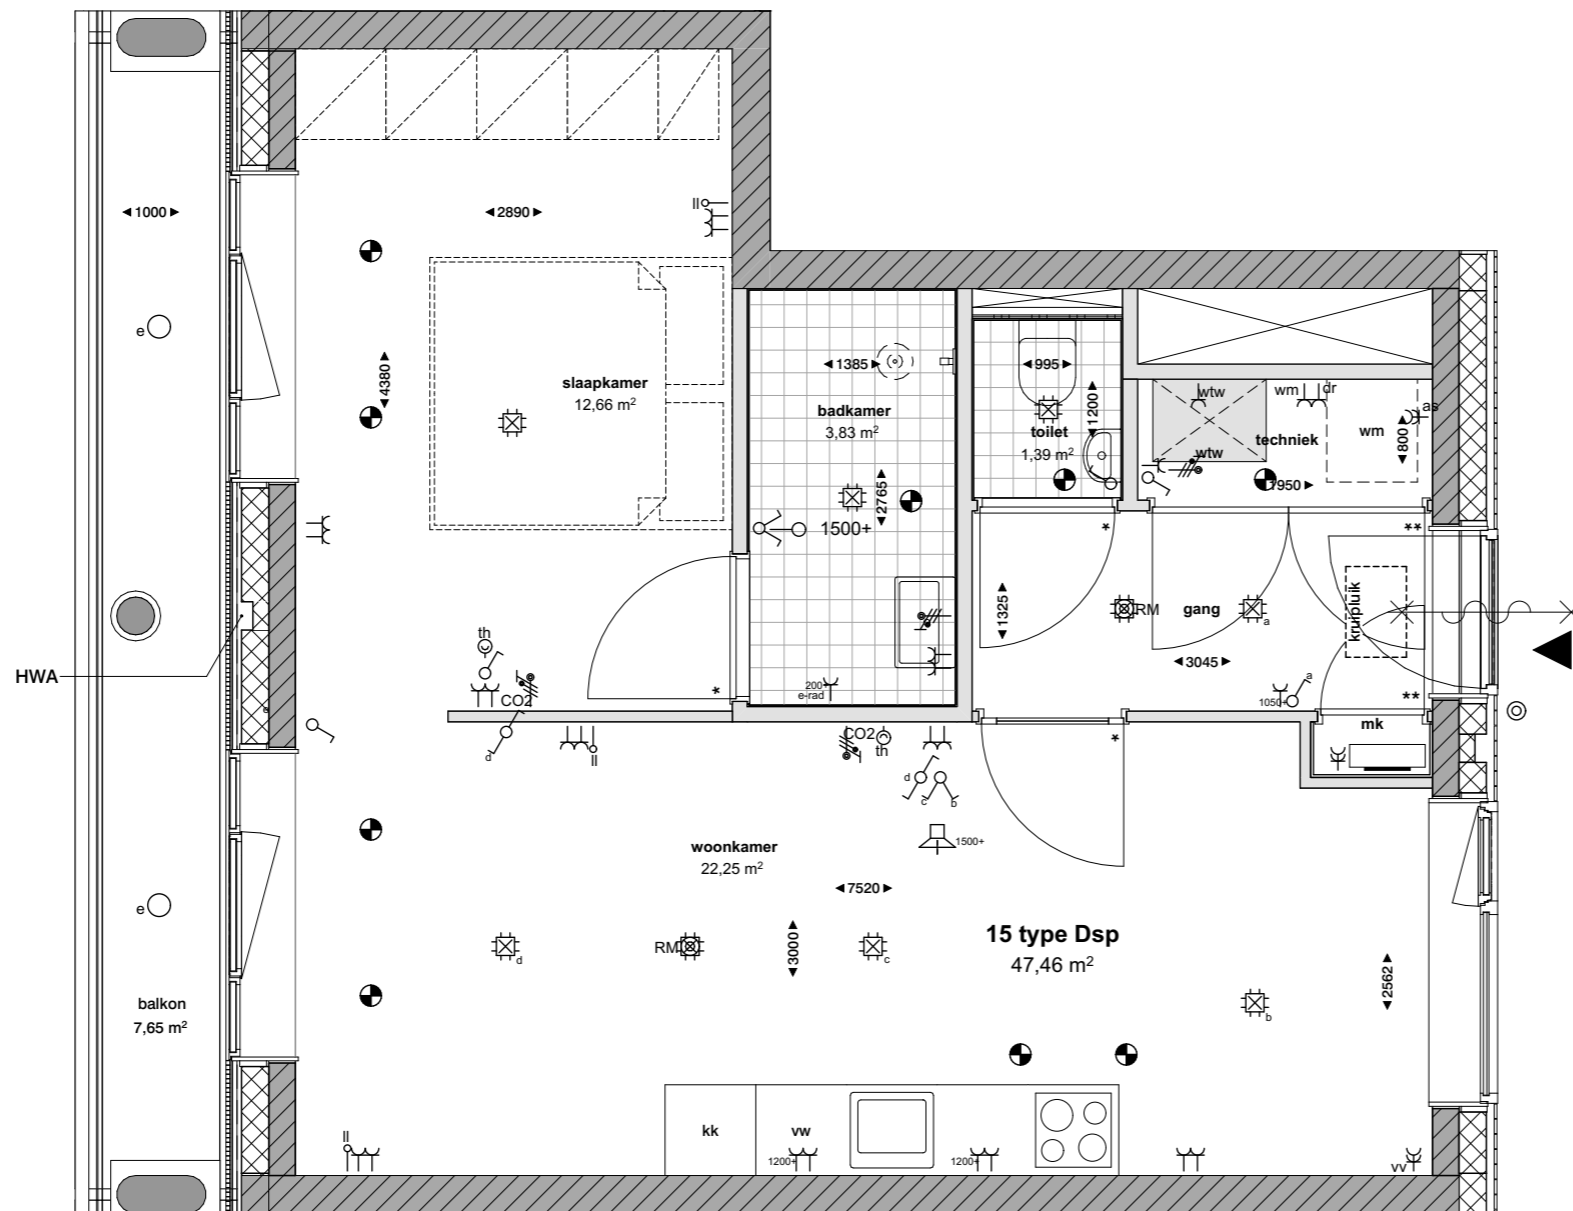 1000
2890
ll
e
4380
slaapkamer
12,66 m²
1385
badkamer
3,83 m²
2765
1500+
995
1200
toilet
1,39 m²
wtw
wm
dr
as
techniek
wm
800
wtw
1950
*
**
1325
RM
gang
a
kruipluik
3045
a
1050+
**
mk
HWA
th
CO2
d
e
*
200+
e-rad
ll
CO2
th
d
c
b
*
1500+
woonkamer
22,25 m²
7520
e
3000
15 type Dsp
47,46 m²
d
RM
c
2562
b
balkon
7,65 m²
kk
vw
ll
1200+
1200+
vv